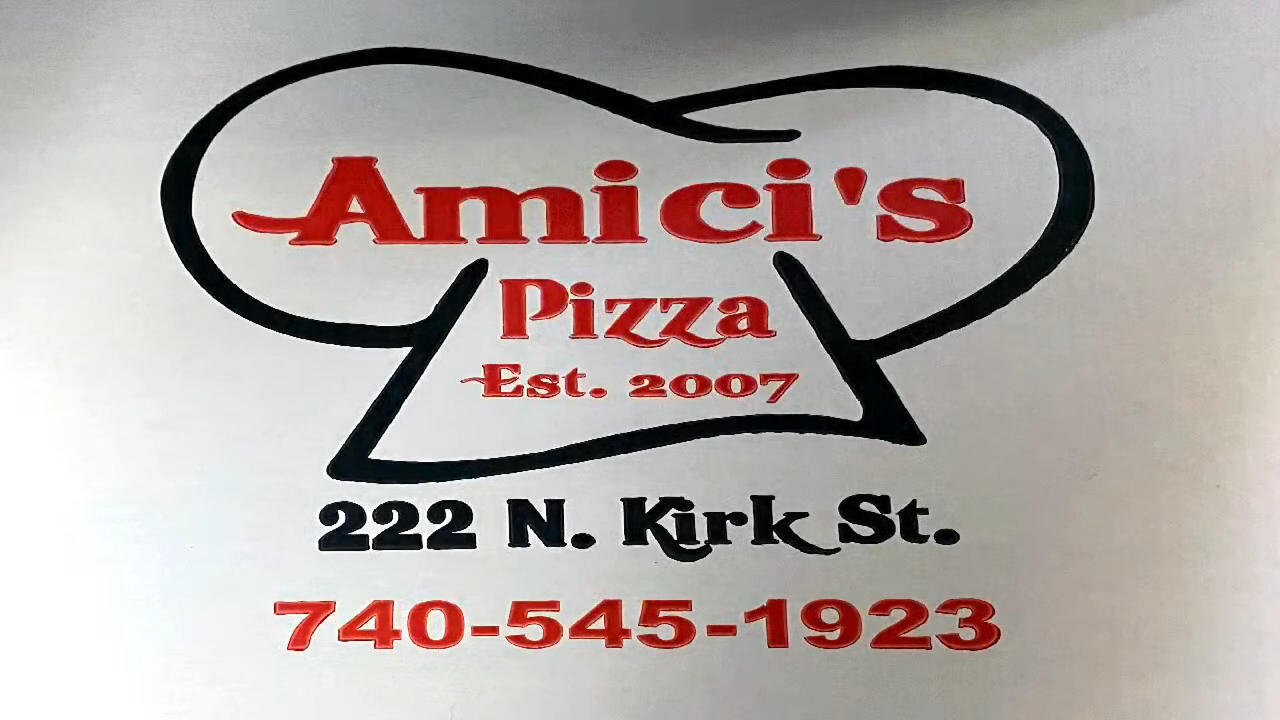 Amici's
Pizza
Est. 2007
222 N. Kirk St.
740-545-1923